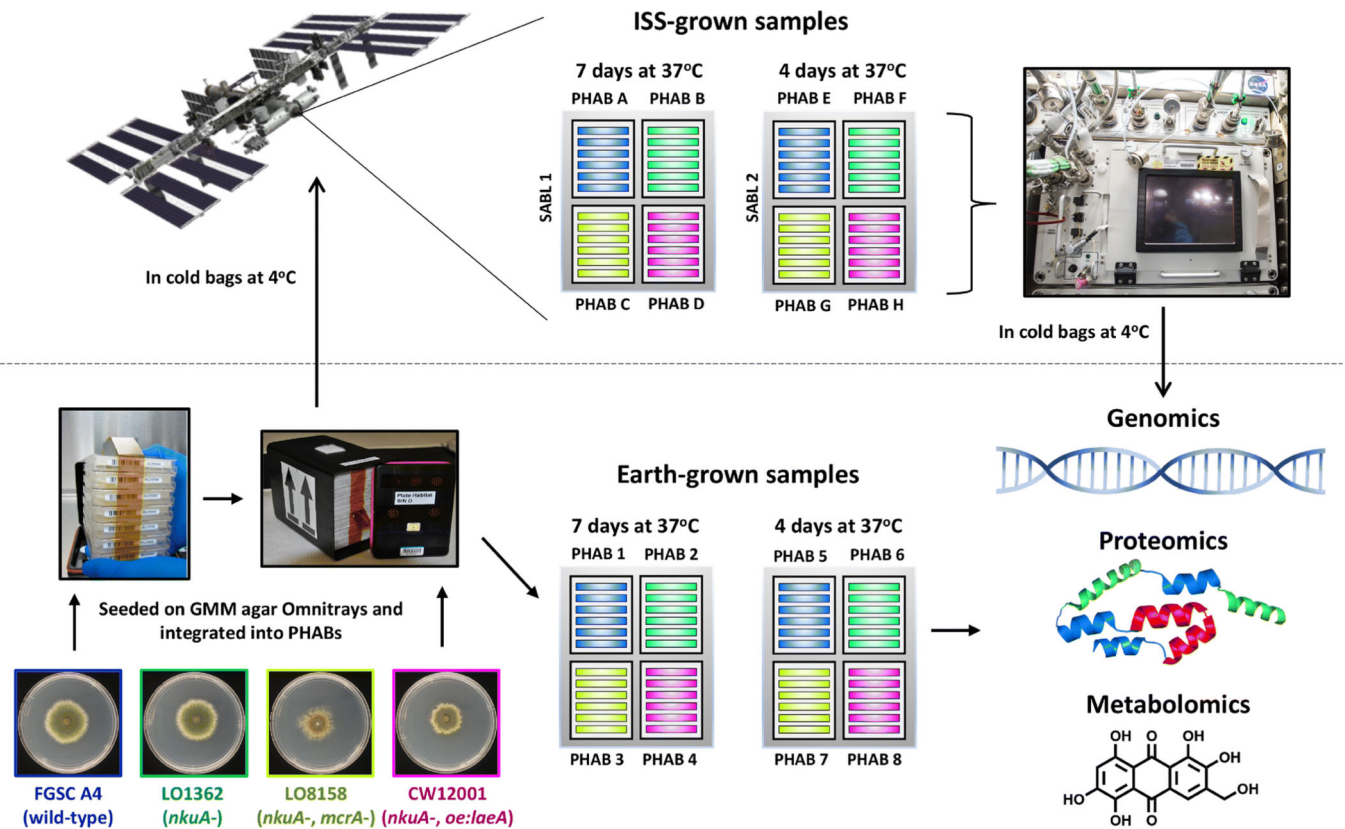 ISS-grown samples
7 days at 37°C
4 days at 37°C
PHAB A
PHAB B
PHAB E
PHAB F
SABL 1
SABL 2
PHAB C
PHAB D
PHAB G
PHAB H
In cold bags at 4°C
In cold bags at 4°C
NASA
Plate Habitat
S/N D
Seeded on GMM agar Omnitrays and
integrated into PHABs
FGSC A4
(wild-type)
LO1362
(nkuA-)
LO8158
(nkuA-, mcrA-)
CW12001
(nkuA-, oe:laeA)
Earth-grown samples
7 days at 37°C
4 days at 37°C
PHAB 1
PHAB 2
PHAB 5
PHAB 6
PHAB 3
PHAB 4
PHAB 7
PHAB 8
Genomics
Proteomics
Metabolomics
OH
O
OH
OH
OH
HO
OH
O